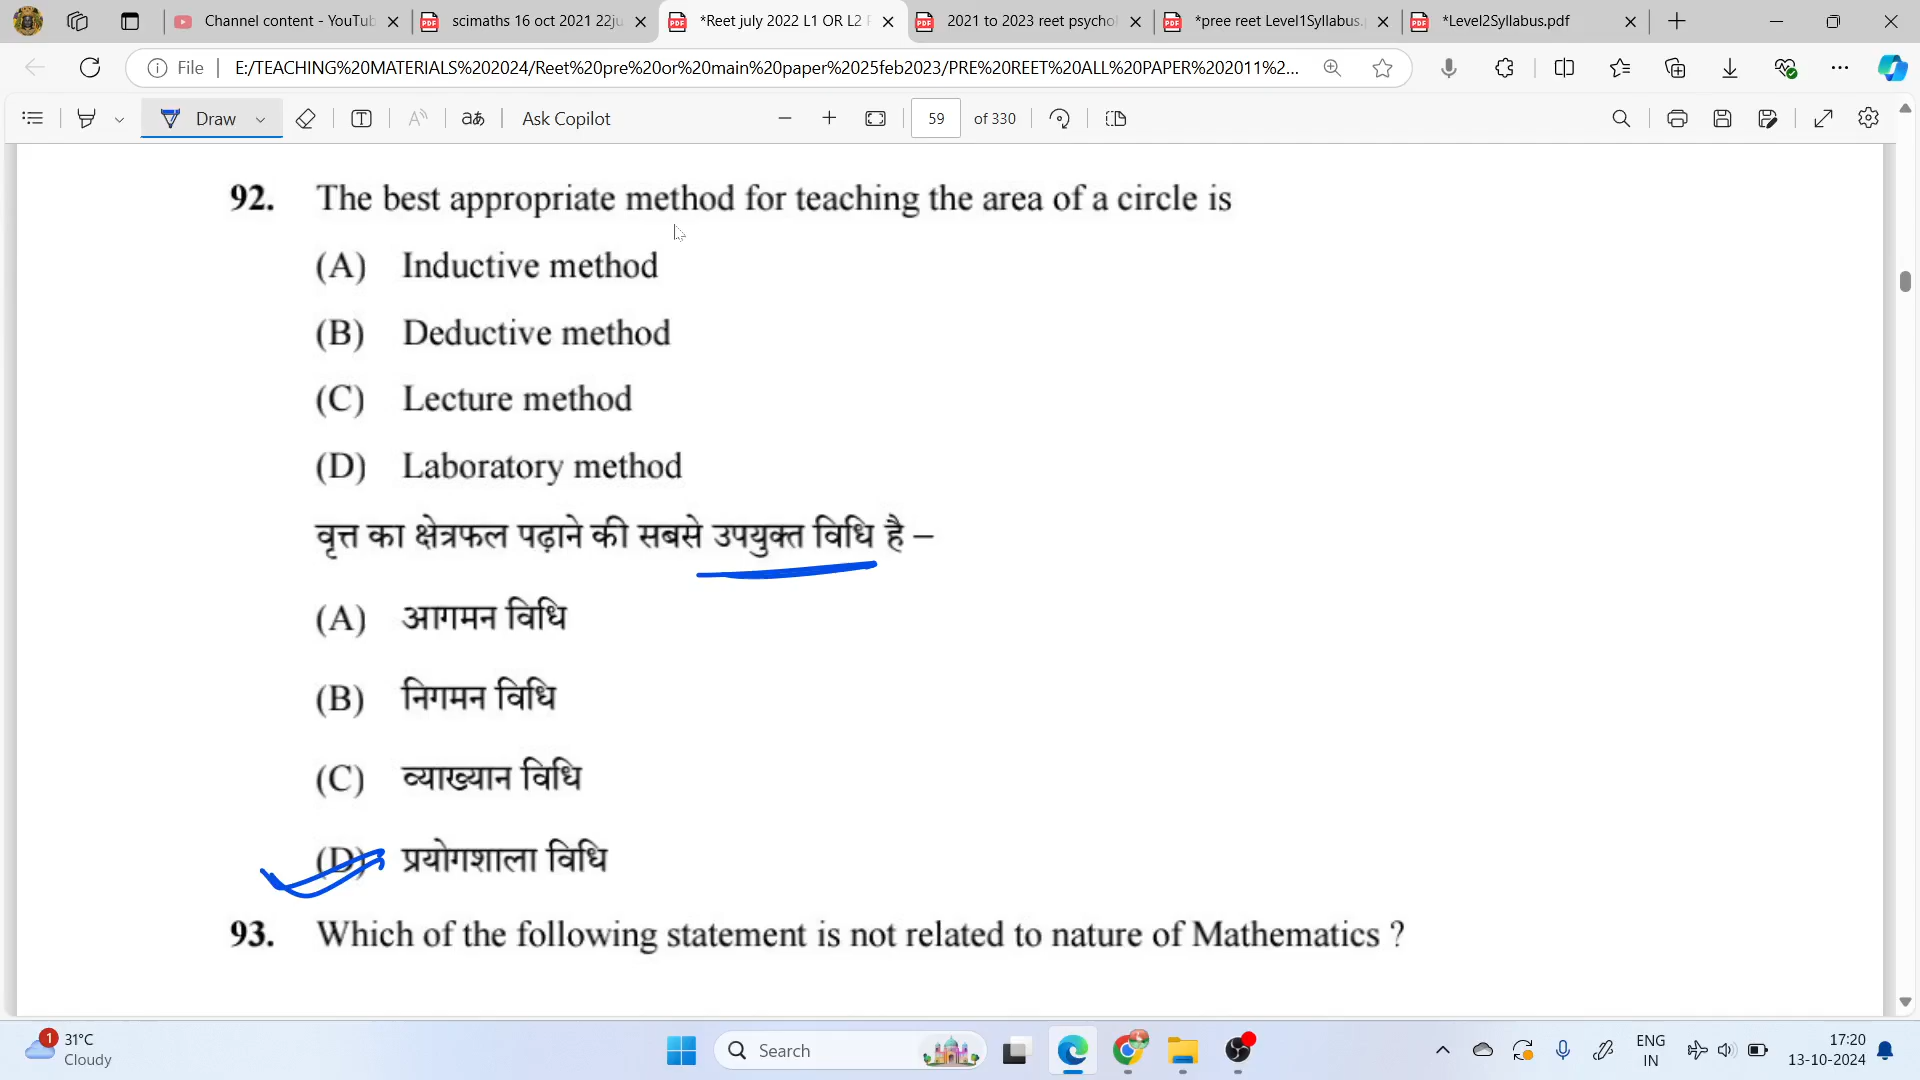 Channel content - YouTub
scimaths 16 oct 2021 22ju
*Reet july 2022 L1 OR L2
2021 to 2023 reet psychol
*pree reet Level1Syllabus.
*Level2Syllabus.pdf
File
E:/TEACHING%20MATERIALS%202024/Reet%20pre%20or%20main%20paper%2025feb2023/PRE%20REET%20ALL%20PAPER%202011%2...
Draw
Ask Copilot
59 of 330
92. The best appropriate method for teaching the area of a circle is
(A) Inductive method
(B) Deductive method
(C) Lecture method
(D) Laboratory method
वृत्त का क्षेत्रफल पढ़ाने की सबसे उपयुक्त विधि है –
(A) आगमन विधि
(B) निगमन विधि
(C) व्याख्यान विधि
(D) प्रयोगशाला विधि
93. Which of the following statement is not related to nature of Mathematics ?
1
31°C
Cloudy
Search
ENG
IN
17:20
13-10-2024